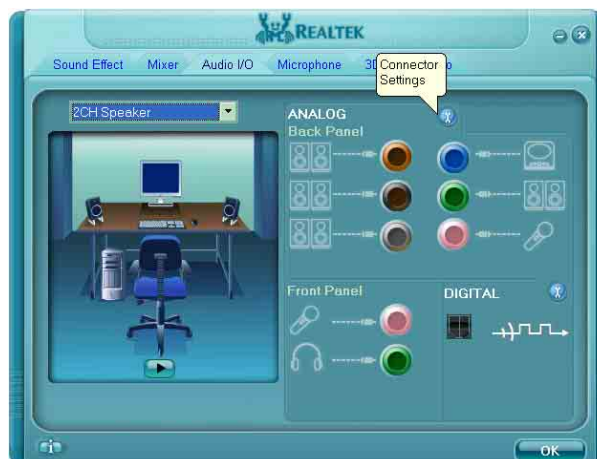 REALTEK
Sound Effect Mixer Audio I/O Microphone 3D
Connector
Settings
2CH Speaker
ANALOG
Back Panel
Front Panel
DIGITAL
i
OK